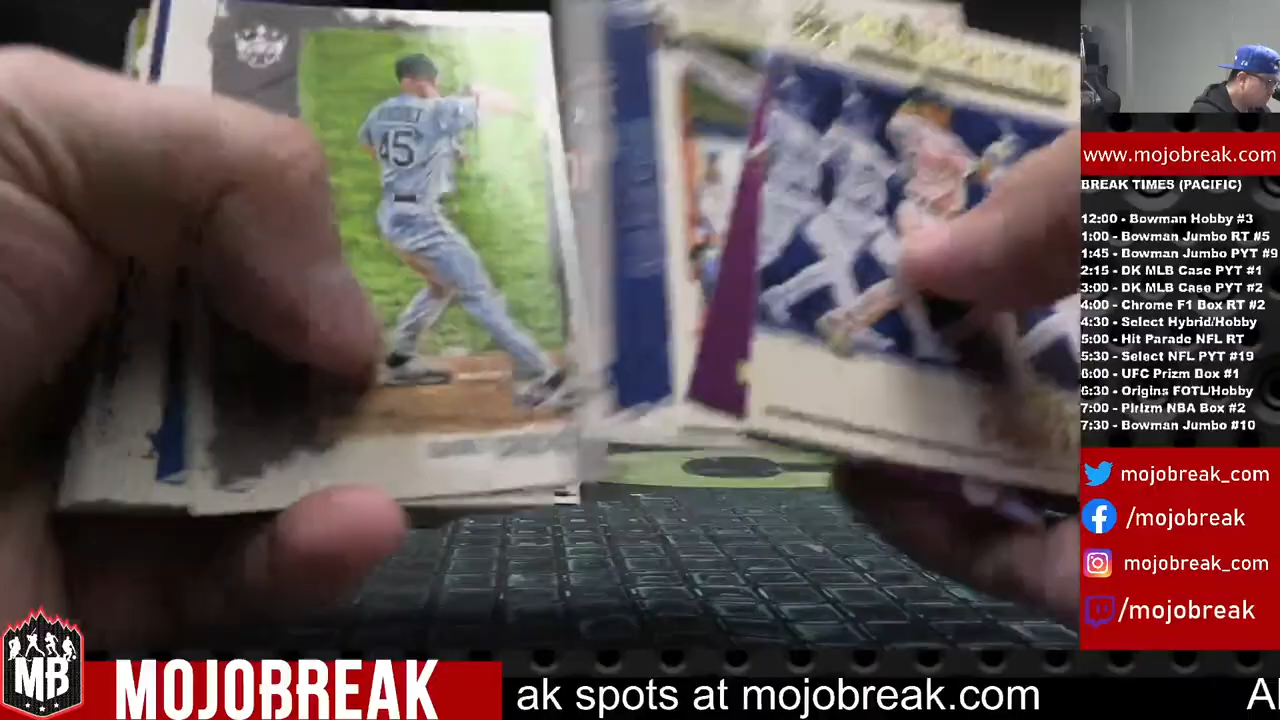 45
www.mojobreak.com
BREAK TIMES (PACIFIC)
12:00 - Bowman Hobby #3
1:00 - Bowman Jumbo RT #5
1:45 - Bowman Jumbo PYT #9
2:15 - DK MLB Case PYT #1
3:00 - DK MLB Case PYT #2
4:00 - Chrome F1 Box RT #2
4:30 - Select Hybrid/Hobby
5:00 - Hit Parade NFL RT
5:30 - Select NFL PYT #19
6:00 - UFC Prizm Box #1
6:30 - Origins FOTL/Hobby
7:00 - Pirizm NBA Box #2
7:30 - Bowman Jumbo #10
mojobreak_com
/mojobreak
mojobreak_com
/mojobreak
MB
MOJOBREAK
ak spots at mojobreak.com
Al